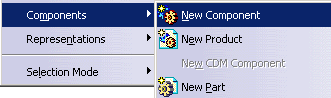 Components
Representations
Selection Mode
New Component
New Product
New CDM Component
New Part